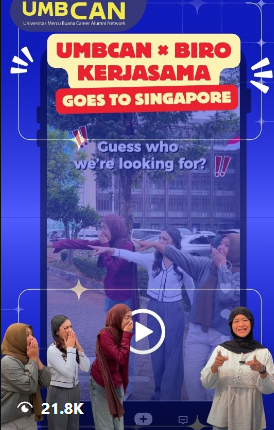 UMBCAN
Universitas Mercu Buana Career Alumni Network
UMBCAN × BIRO
KERJASAMA
GOES TO SINGAPORE
Guess who
we're looking for?
21.8K